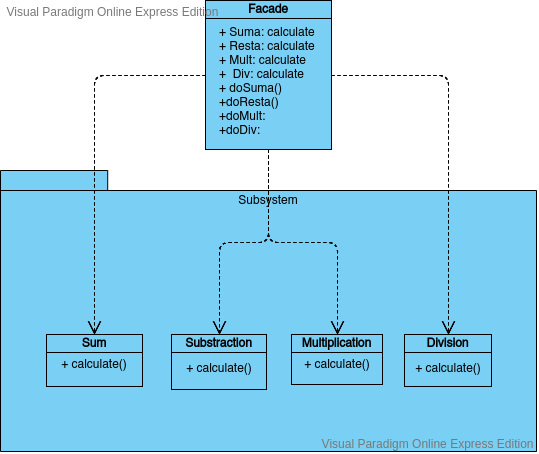 Visual Paradigm Online Express Edition
Facade
+ Suma: calculate
+ Resta: calculate
+ Mult: calculate
+ Div: calculate
+ doSuma()
+doResta()
+doMult:
+doDiv:
Subsystem
Sum
+ calculate()
Substraction
+ calculate()
Multiplication
+ calculate()
Division
+ calculate()
Visual Paradigm Online Express Edition